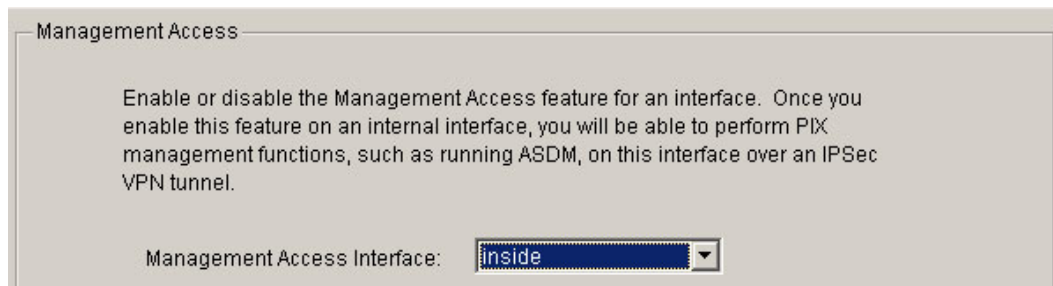 Management Access
Enable or disable the Management Access feature for an interface. Once you
enable this feature on an internal interface, you will be able to perform PIX
management functions, such as running ASDM, on this interface over an IPSec
VPN tunnel.
Management Access Interface: inside